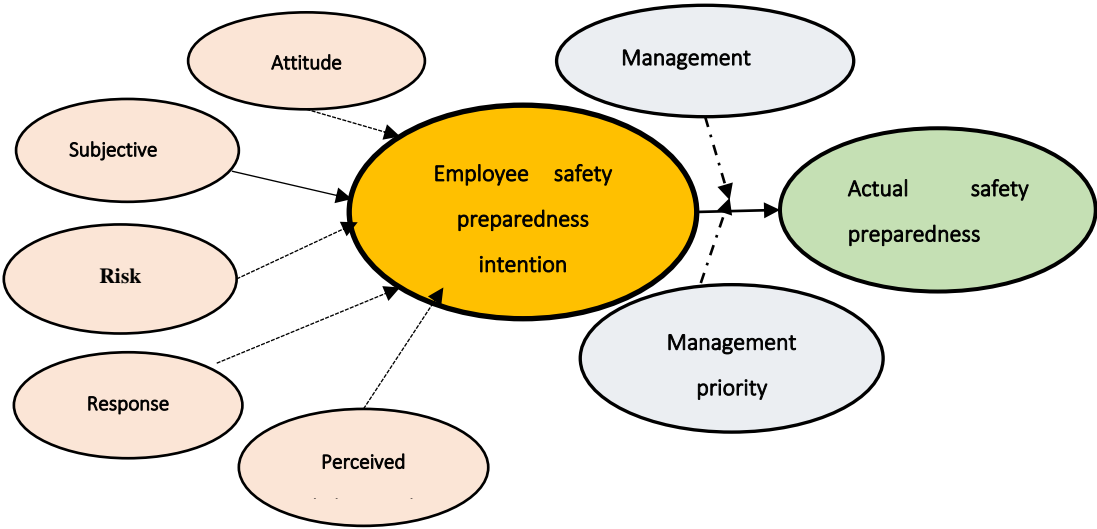 Attitude
Management
Subjective
Employee safety
preparedness
intention
Actual safety
preparedness
Risk
Management
priority
Response
Perceived